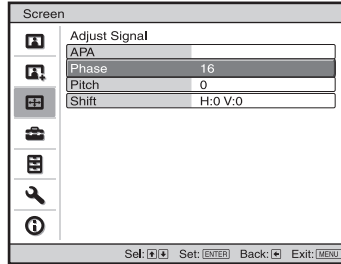 Screen
Adjust Signal
APA
Phase 16
Pitch 0
Shift H:0 V:0
Sel: Set: ENTER Back: Exit: MENU